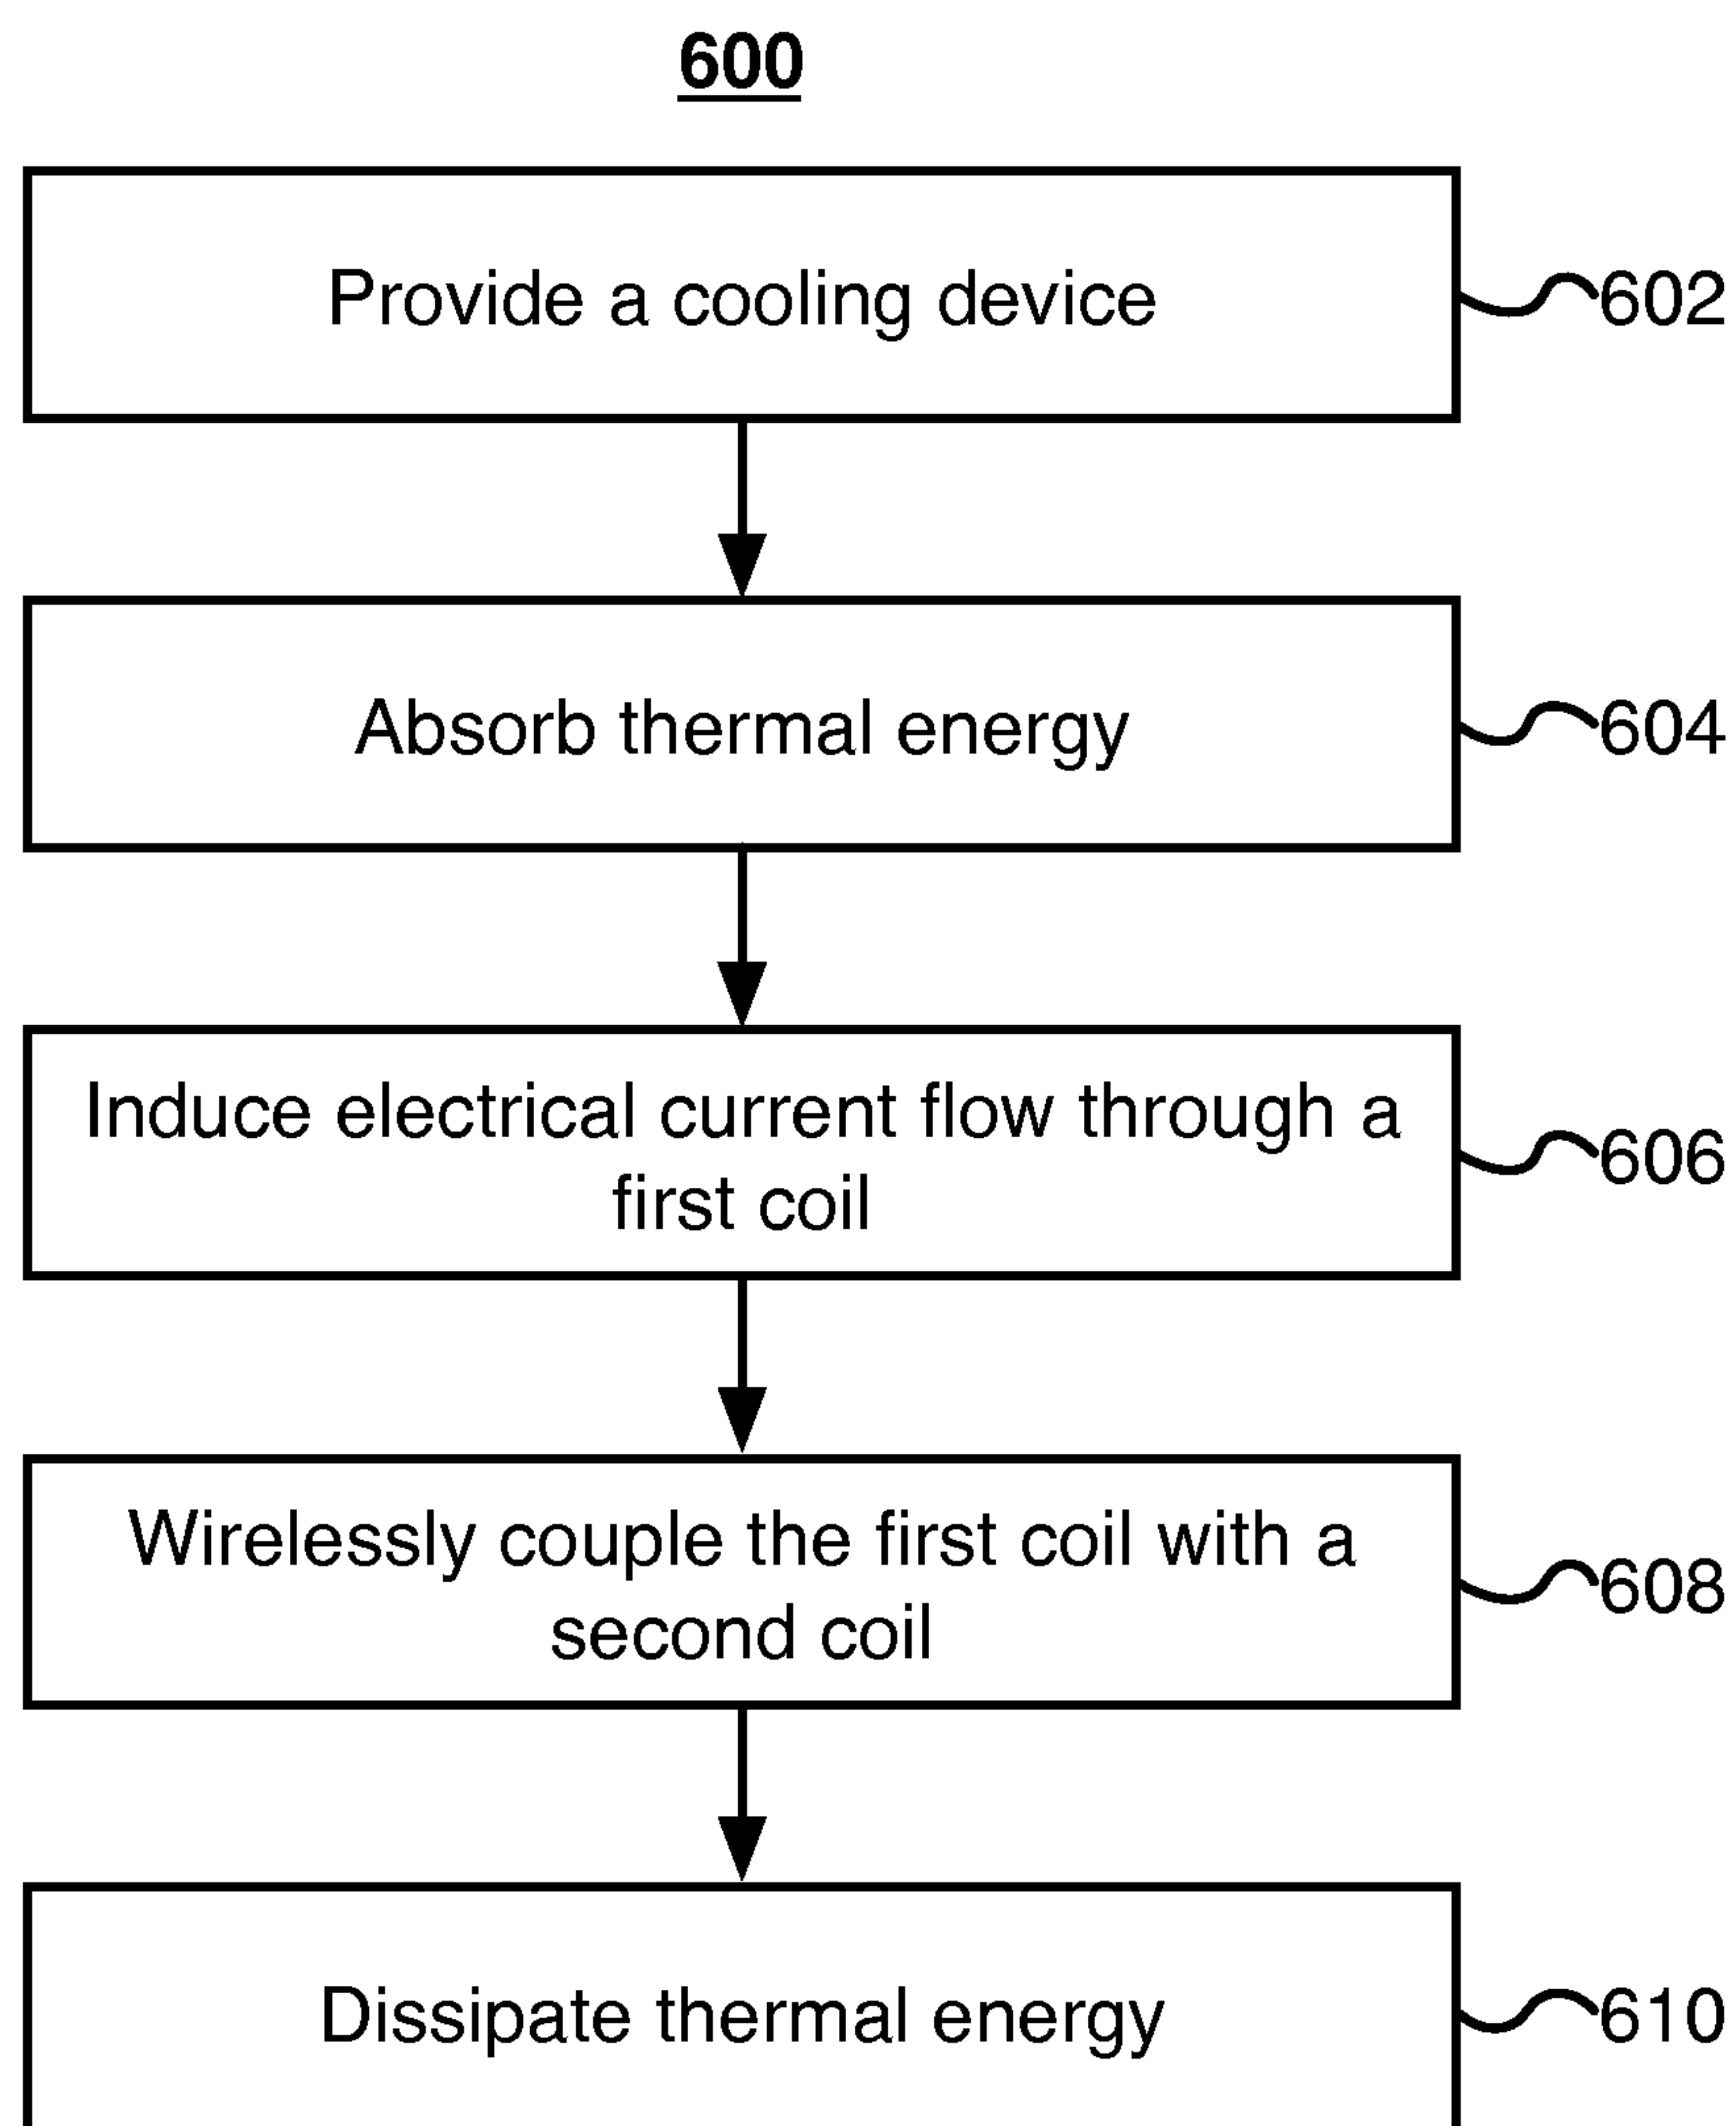 600
Provide a cooling device
602
Absorb thermal energy
604
Induce electrical current flow through a
first coil
606
Wirelessly couple the first coil with a
second coil
608
Dissipate thermal energy
610